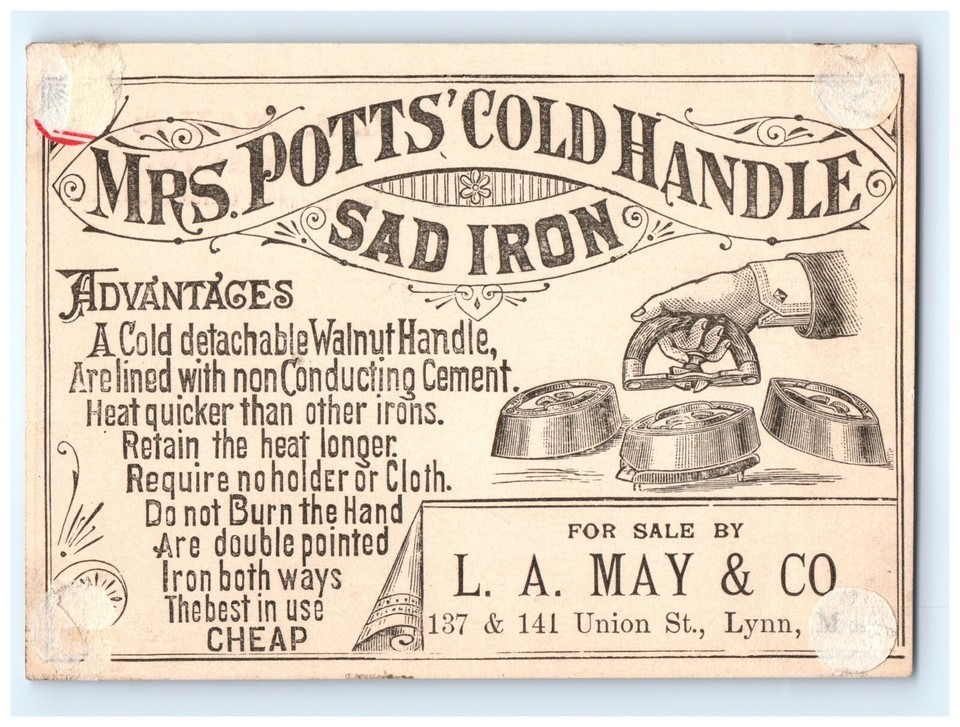 MRS. POTTS' COLD HANDLE
SAD IRON
ADVANTAGES
A Cold detachable Walnut Handle,
Are lined with non Conducting Cement.
Heat quicker than other irons.
Retain the heat longer.
Require no holder or Cloth.
Do not Burn the Hand
Are double pointed
Iron both ways
The best in use
CHEAP
FOR SALE BY
L. A. MAY & CO
137 & 141 Union St., Lynn,